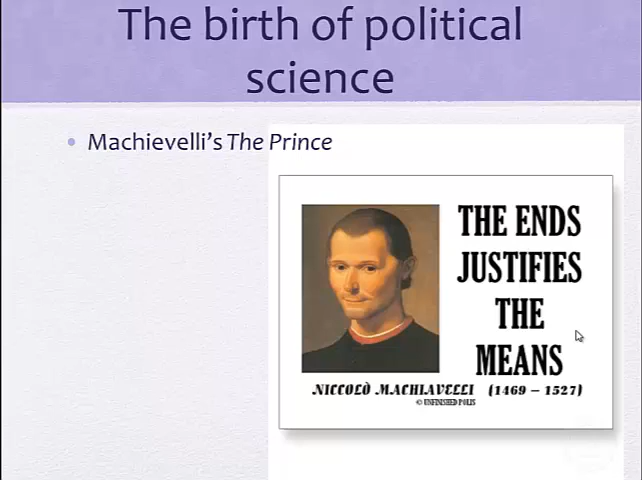 The birth of political
science
• Machievelli's The Prince
THE ENDS
JUSTIFIES
THE
MEANS
NICCOLÒ MACHIAVELLI (1469 – 1527)
© UNFINISHED POLIS